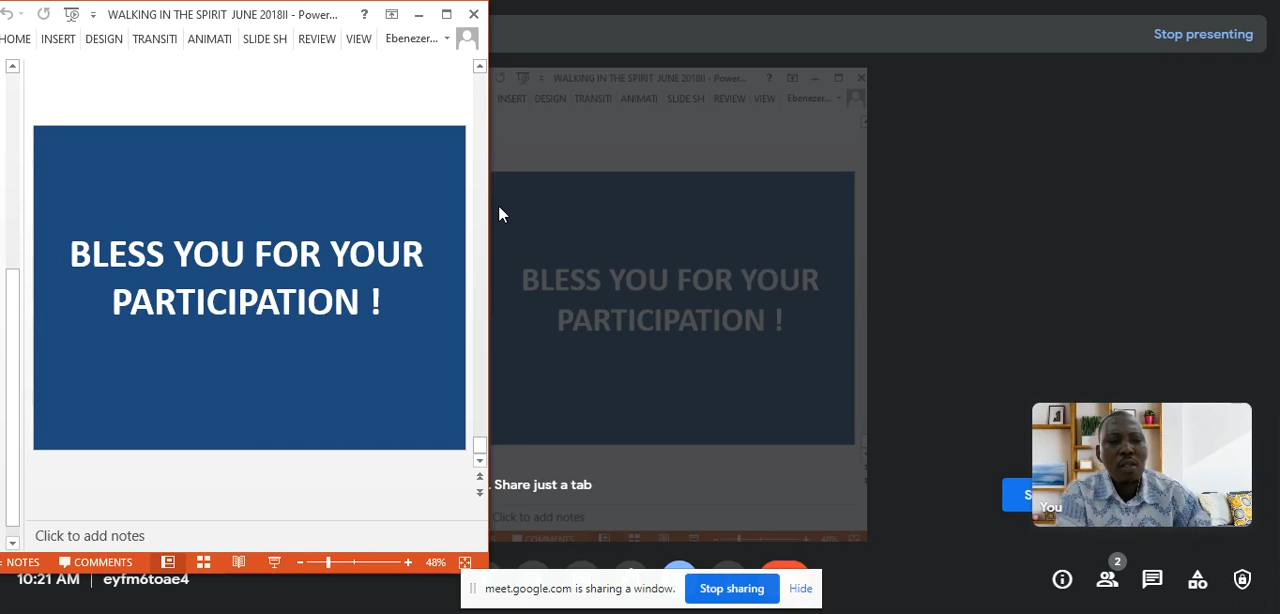 WALKING IN THE SPIRIT JUNE 2018II - Power... ?
HOME INSERT DESIGN TRANSITI ANIMATI SLIDE SH REVIEW VIEW Ebenezer...
BLESS YOU FOR YOUR
PARTICIPATION !
Click to add notes
NOTES COMMENTS 48%
Stop presenting
WALKING IN THE SPIRIT JUNE 2018II - Power... ?
INSERT DESIGN TRANSITI ANIMATI SLIDE SH REVIEW VIEW Ebenezer...
BLESS YOU FOR YOUR
PARTICIPATION !
. Share just a tab
Click to add notes
COMMENTS 48%
S
You
10:21 AM | eyfm6toae4
meet.google.com is sharing a window. Stop sharing Hide
2